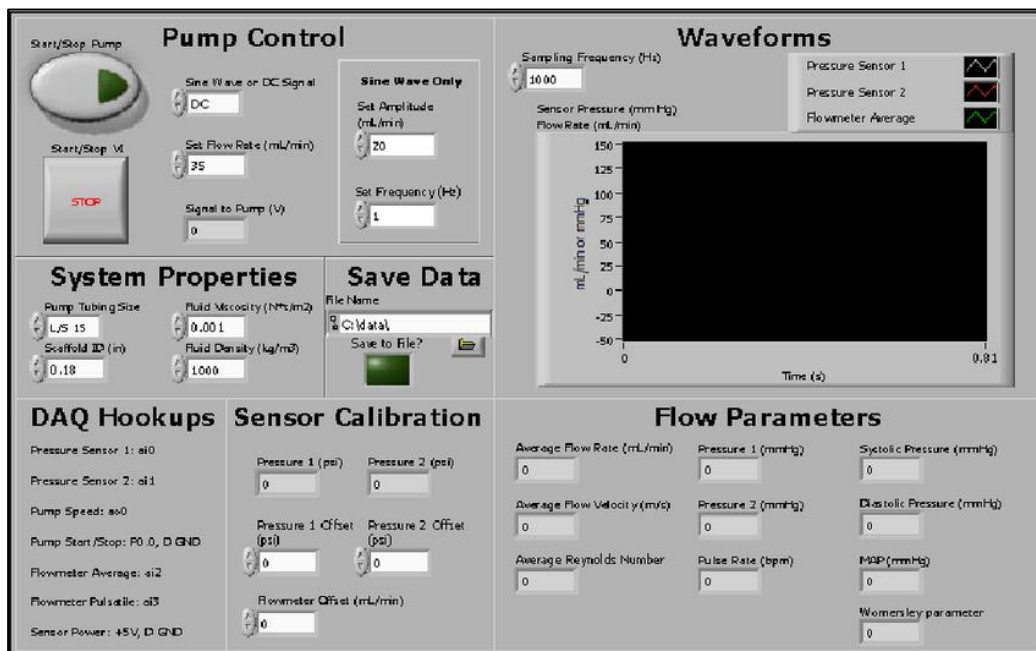 Pump Control
Start/Stop Pump
Sine Wave or DC Signal
DC
Set Flow Rate (mL/min)
35
Signal to Pump (V)
0
Start/Stop VI
STOP
Sine Wave Only
Set Amplitude
(mL/min)
20
Set Frequency (Hz)
1
Waveforms
Sampling Frequency (Hz)
1000
Pressure Sensor 1
Pressure Sensor 2
Flowmeter Average
Sensor Pressure (mmHg)
Flow Rate (mL/min)
mL/min or mmHg
150
125
100
75
50
25
0
-25
-50
0
0.81
Time (s)
System Properties
Pump Tubing Size
L/S 15
Fluid Viscosity (N*s/m2)
0.001
Scaffold ID (in)
0.18
Fluid Density (kg/m3)
1000
Save Data
File Name
C:\data\
Save to File?
DAQ Hookups
Pressure Sensor 1: ai0
Pressure Sensor 2: ai1
Pump Speed: ao0
Pump Start/Stop: P0.0, D GND
Flowmeter Average: ai2
Flowmeter Pulsatile: ai3
Sensor Power: +5V, D GND
Sensor Calibration
Pressure 1 (psi)
0
Pressure 2 (psi)
0
Pressure 1 Offset
(psi)
0
Pressure 2 Offset
(psi)
0
Flowmeter Offset (mL/min)
0
Flow Parameters
Average Flow Rate (mL/min)
0
Pressure 1 (mmHg)
0
Systolic Pressure (mmHg)
0
Average Flow Velocity (m/s)
0
Pressure 2 (mmHg)
0
Diastolic Pressure (mmHg)
0
Average Reynolds Number
0
Pulse Rate (bpm)
0
MAP (mmHg)
0
Womersley parameter
0